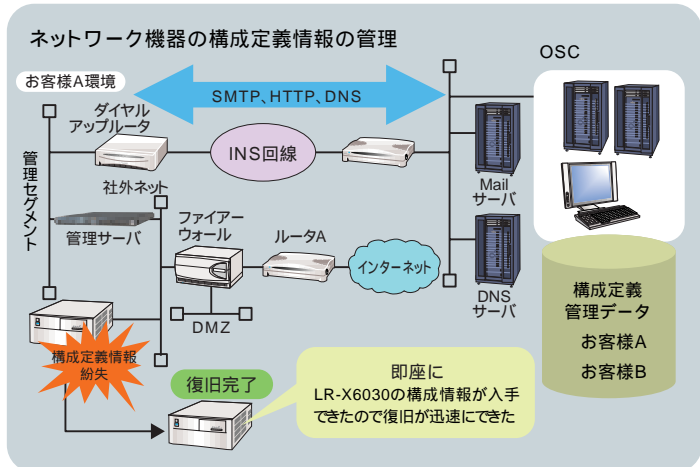 ネットワーク機器の構成定義情報の管理
OSC
お客様A環境
SMTP、HTTP、DNS
ダイヤル
アップルータ
INS回線
管理セグメント
社外ネット
Mail
サーバ
管理サーバ
ファイアー
ウォール
ルータA
インターネット
DMZ
DNS
サーバ
構成定義
管理データ
お客様A
お客様B
構成定義情報
紛失
復旧完了
即座に
LR-X6030の構成情報が入手
できたので復旧が迅速にできた